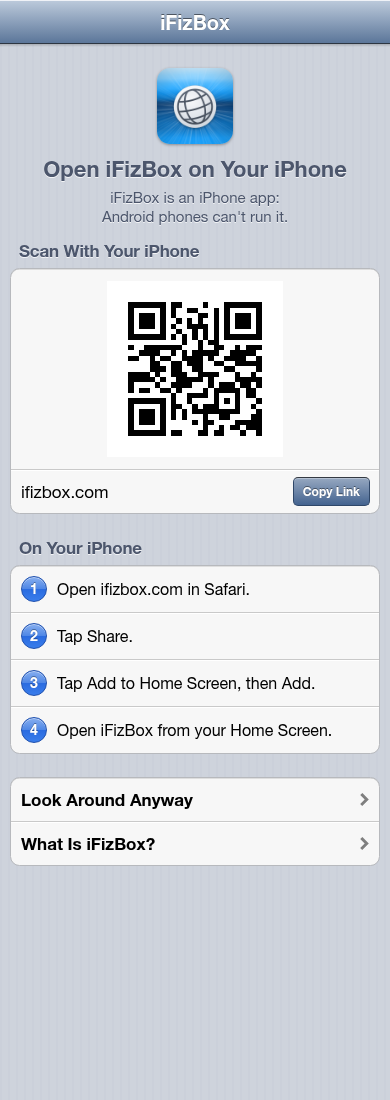 iFizBox
Open iFizBox on Your iPhone
iFizBox is an iPhone app:
Android phones can't run it.
Scan With Your iPhone
ifizbox.com
Copy Link
On Your iPhone
1 Open ifizbox.com in Safari.
2 Tap Share.
3 Tap Add to Home Screen, then Add.
4 Open iFizBox from your Home Screen.
Look Around Anyway
What Is iFizBox?